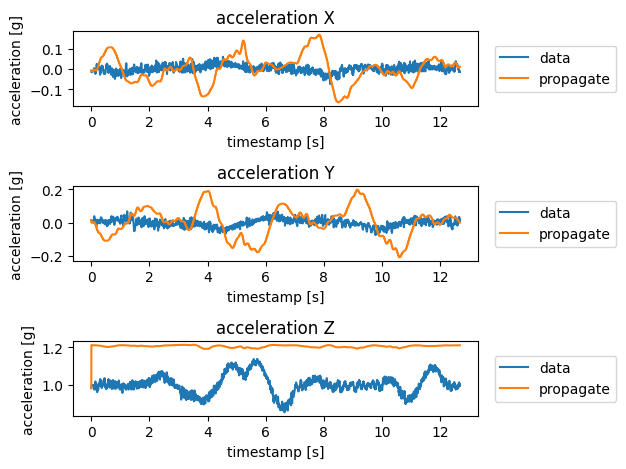 acceleration X
acceleration [g]
0.1
0.0
−0.1
0 2 4 6 8 10 12
timestamp [s]
data
propagate
acceleration Y
acceleration [g]
0.2
0.0
−0.2
0 2 4 6 8 10 12
timestamp [s]
data
propagate
acceleration Z
acceleration [g]
1.2
1.0
0 2 4 6 8 10 12
timestamp [s]
data
propagate